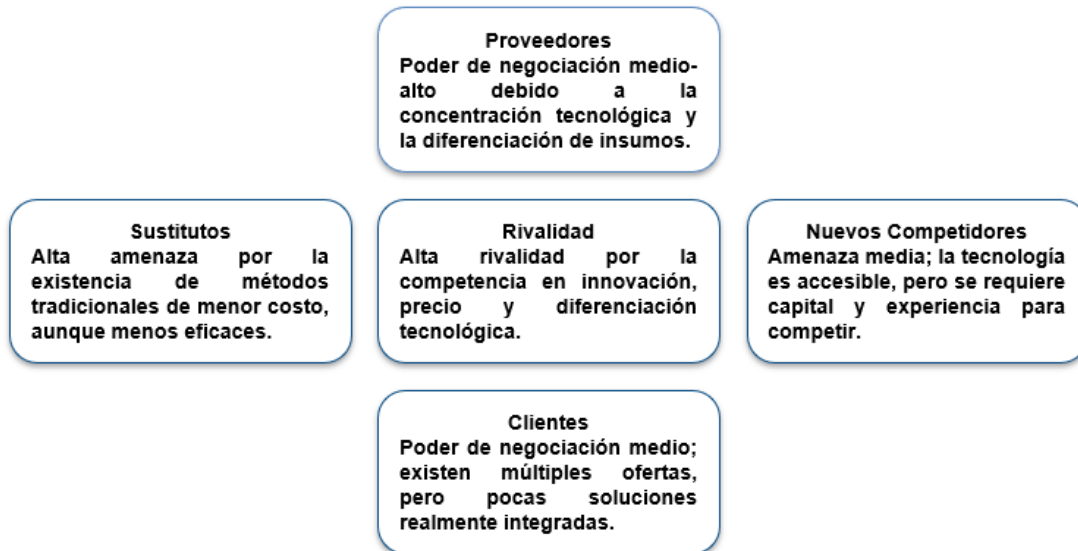 Proveedores
Poder de negociación medio-
alto debido a la
concentración tecnológica y
la diferenciación de insumos.
Sustitutos
Alta amenaza por la
existencia de métodos
tradicionales de menor costo,
aunque menos eficaces.
Rivalidad
Alta rivalidad por la
competencia en innovación,
precio y diferenciación
tecnológica.
Nuevos Competidores
Amenaza media; la tecnología
es accesible, pero se requiere
capital y experiencia para
competir.
Clientes
Poder de negociación medio;
existen múltiples ofertas,
pero pocas soluciones
realmente integradas.